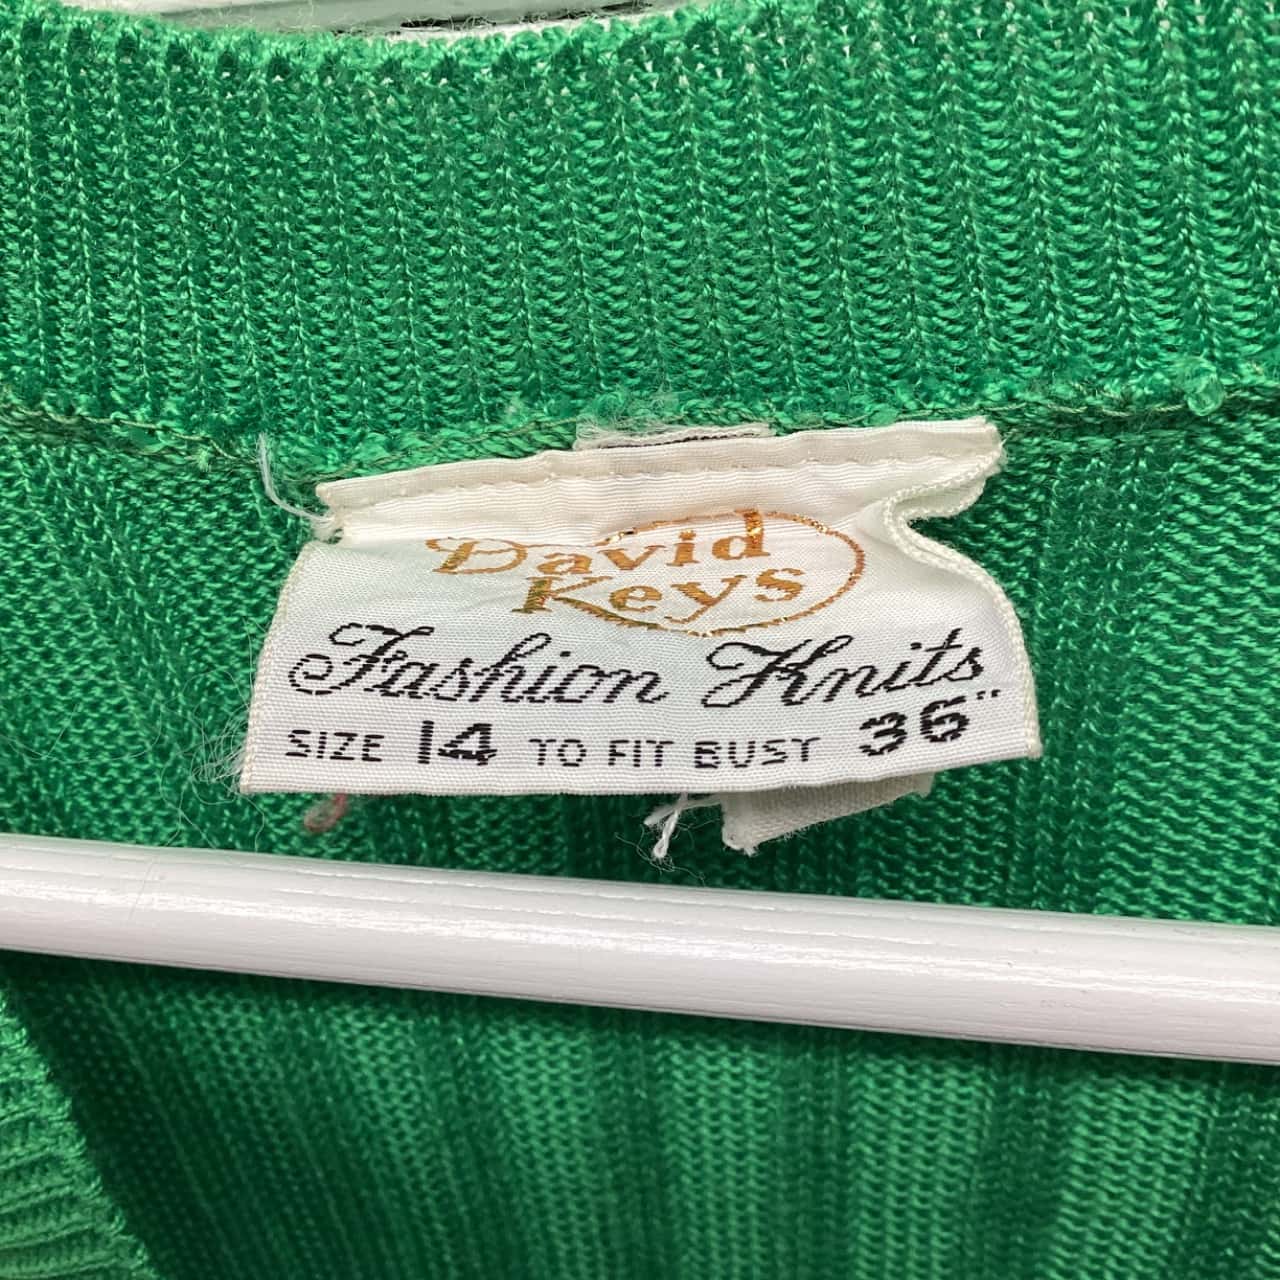 David
Keys
Fashion Knits
SIZE 14 TO FIT BUST 36"